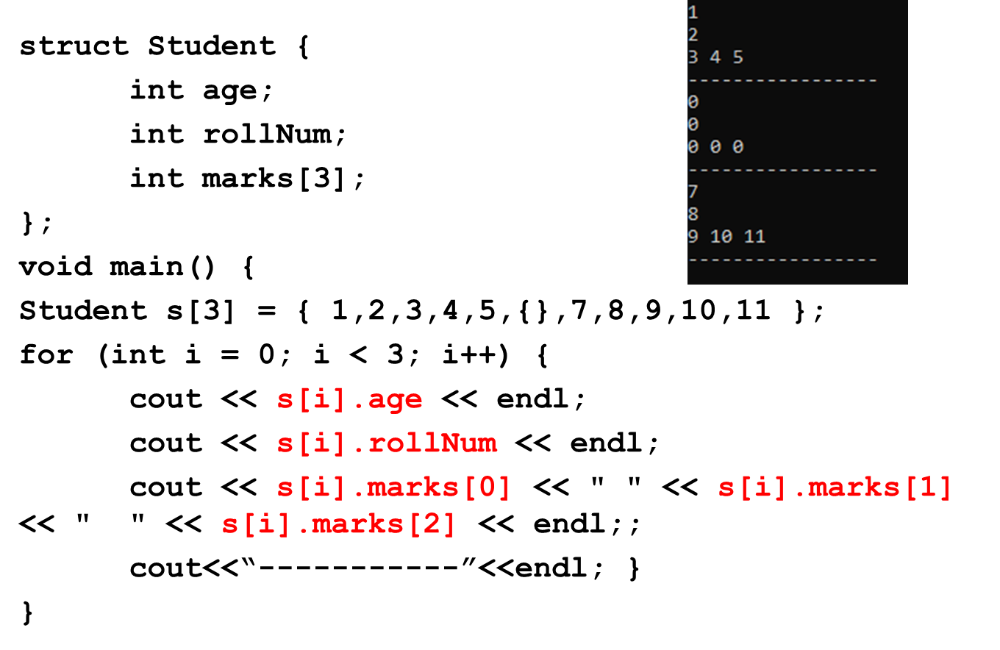 struct Student {
int age;
int rollNum;
int marks[3];
};
void main() {
Student s[3] = { 1,2,3,4,5,{},7,8,9,10,11 };
for (int i = 0; i < 3; i++) {
cout << s[i].age << endl;
cout << s[i].rollNum << endl;
cout << s[i].marks[0] << " " << s[i].marks[1]
<< "  " << s[i].marks[2] << endl;;
cout<<“-----------”<<endl; }
}
1
2
3 4 5
-----------------
0
0
0 0 0
-----------------
7
8
9 10 11
-----------------